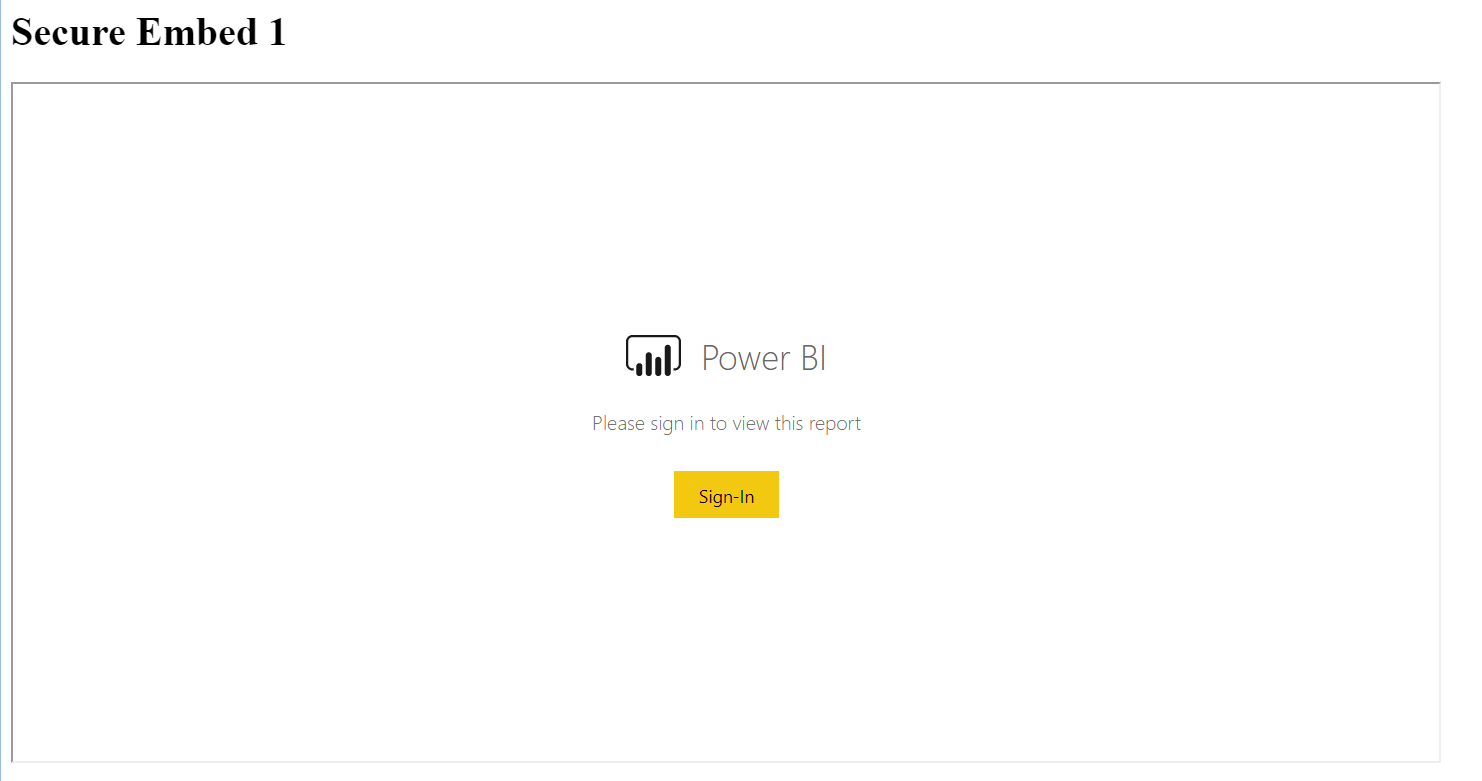 Secure Embed 1
Power BI
Please sign in to view this report
Sign-In